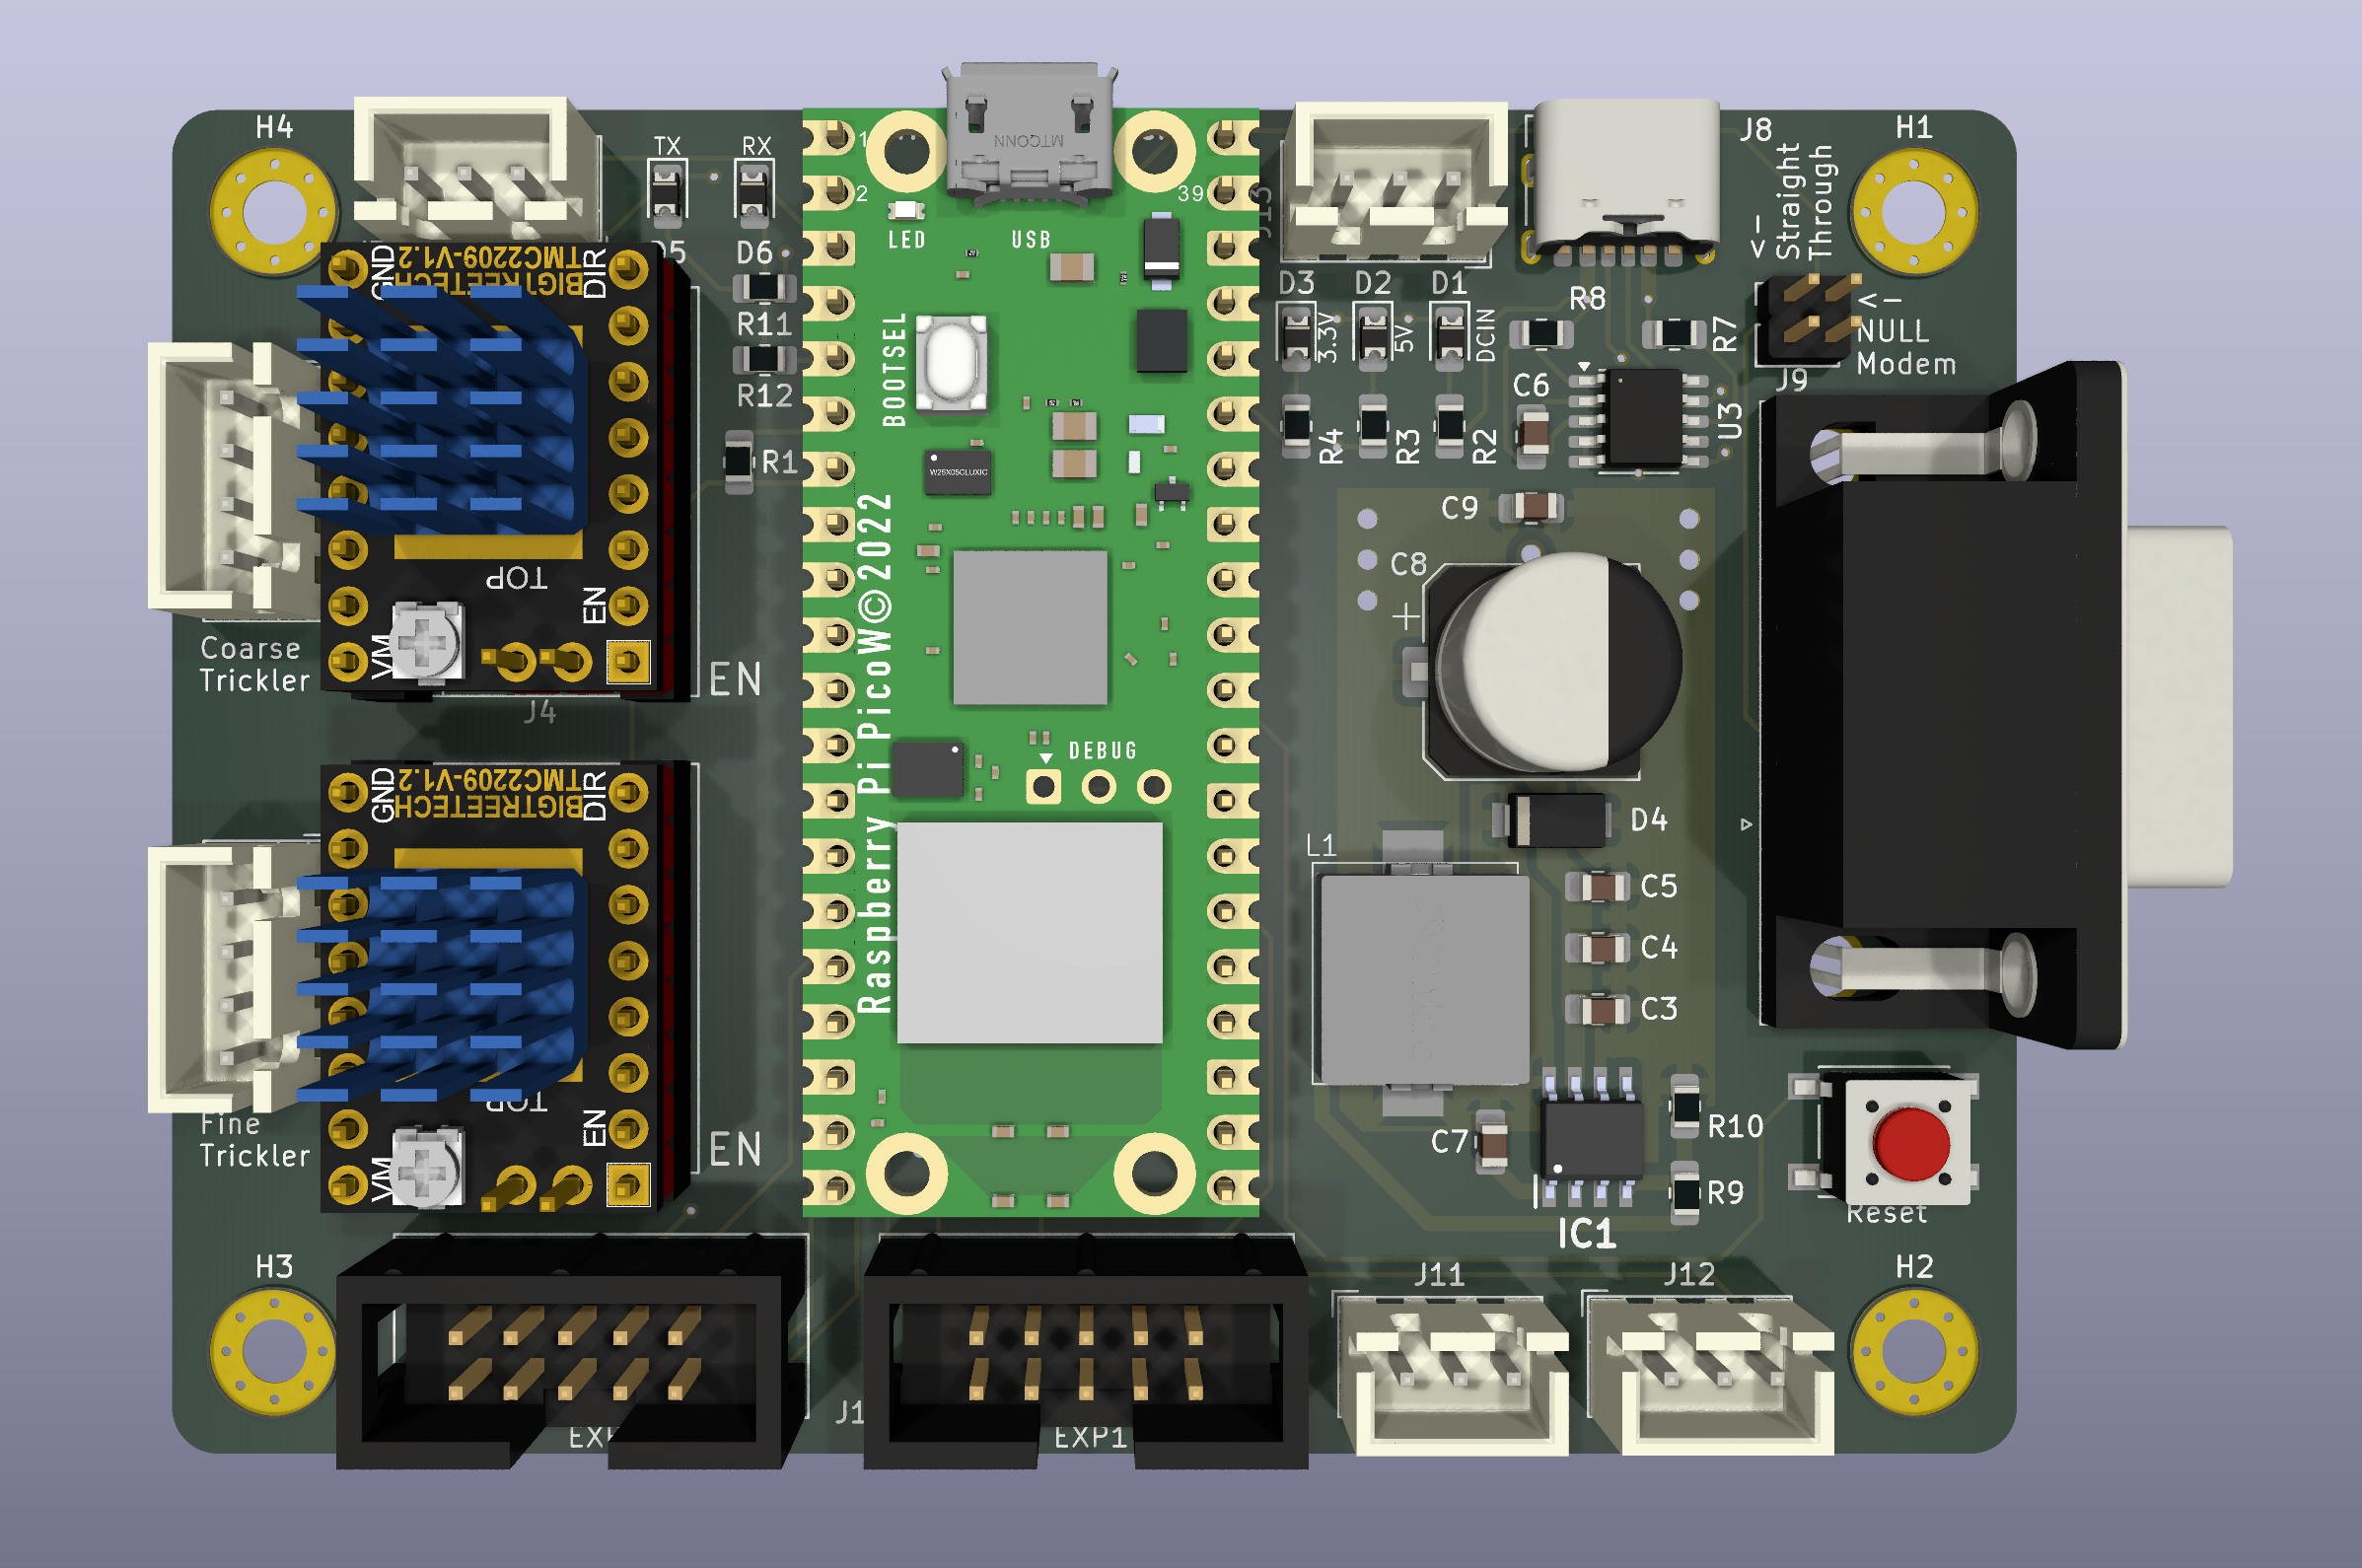 H4
TX
RX
D6
R11
R12
R1
GND
TMC2209-V1.2
BIGTREETECH
DIR
TOP
EN
VM
EN
Coarse
Trickler
J4
GND
TMC2209-V1.2
BIGTREETECH
DIR
TOP
EN
VM
EN
Fine
Trickler
H3
1
2
39
MTCONN
LED
USB
BOOTSEL
W25X05CLUXIC
Raspberry Pi PicoW©2022
DEBUG
J13
J8
H1
<-
Straight
Through
<-
NULL
Modem
J9
D3
D2
D1
3.3V
5V
DCIN
R8
R7
R4
R3
R2
C6
U3
C9
C8
+
D4
L1
C5
C4
C3
C7
R10
R9
IC1
Reset
J11
J12
H2
J1
EXP1